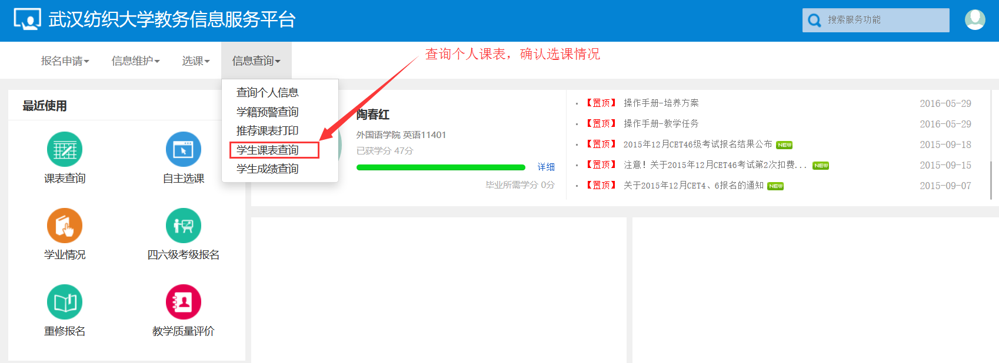 武汉纺织大学教务信息服务平台
搜索服务功能
报名申请
信息维护
选课
信息查询
查询个人课表，确认选课情况
查询个人信息
学籍预警查询
推荐课表打印
学生课表查询
学生成绩查询
最近使用
课表查询
自主选课
学业情况
四六级考级报名
重修报名
教学质量评价
陶春红
外国语学院 英语11401
已获学分 47分
详细
毕业所需学分 0分
【置顶】 操作手册-培养方案 2016-05-29
【置顶】 操作手册-教学任务 2016-05-29
【置顶】 2015年12月CET46级考试报名结果公布 NEW 2015-09-18
【置顶】 注意！关于2015年12月CET46考试第2次扣费... NEW 2015-09-15
【置顶】 关于2015年12月CET4、6报名的通知 NEW 2015-09-07